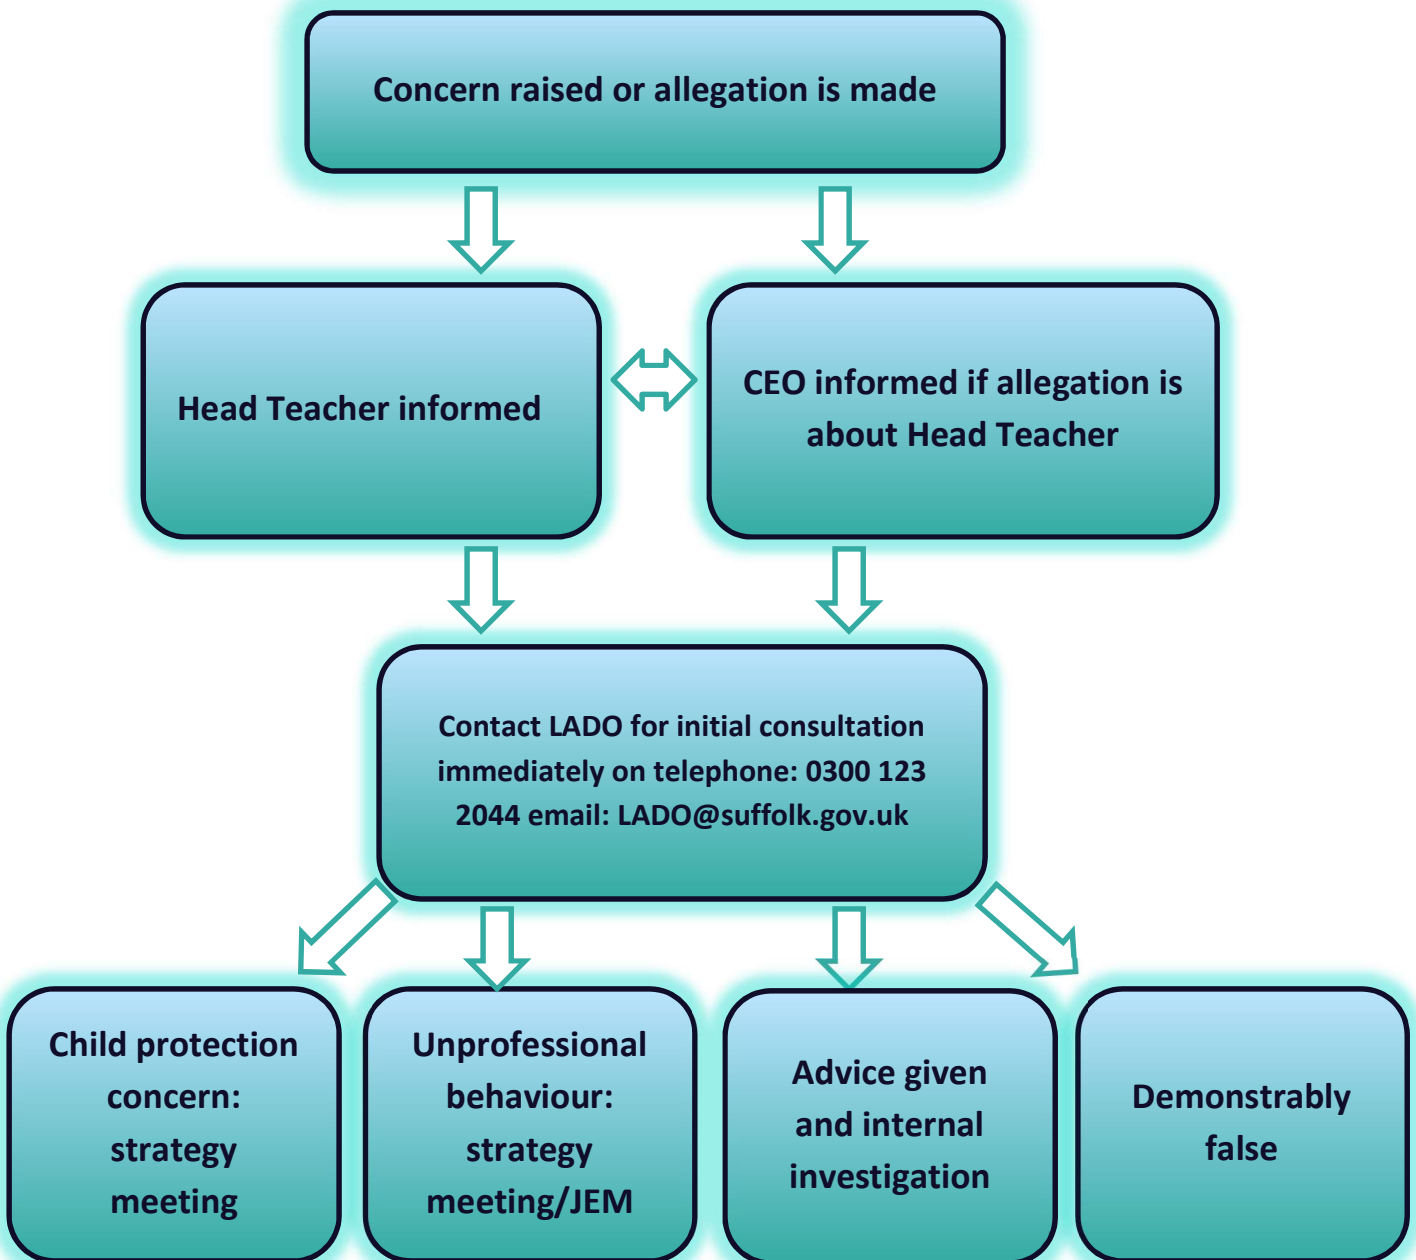 Concern raised or allegation is made
Head Teacher informed
CEO informed if allegation is
about Head Teacher
Contact LADO for initial consultation
immediately on telephone: 0300 123
2044 email: LADO@suffolk.gov.uk
Child protection
concern:
strategy
meeting
Unprofessional
behaviour:
strategy
meeting/JEM
Advice given
and internal
investigation
Demonstrably
false